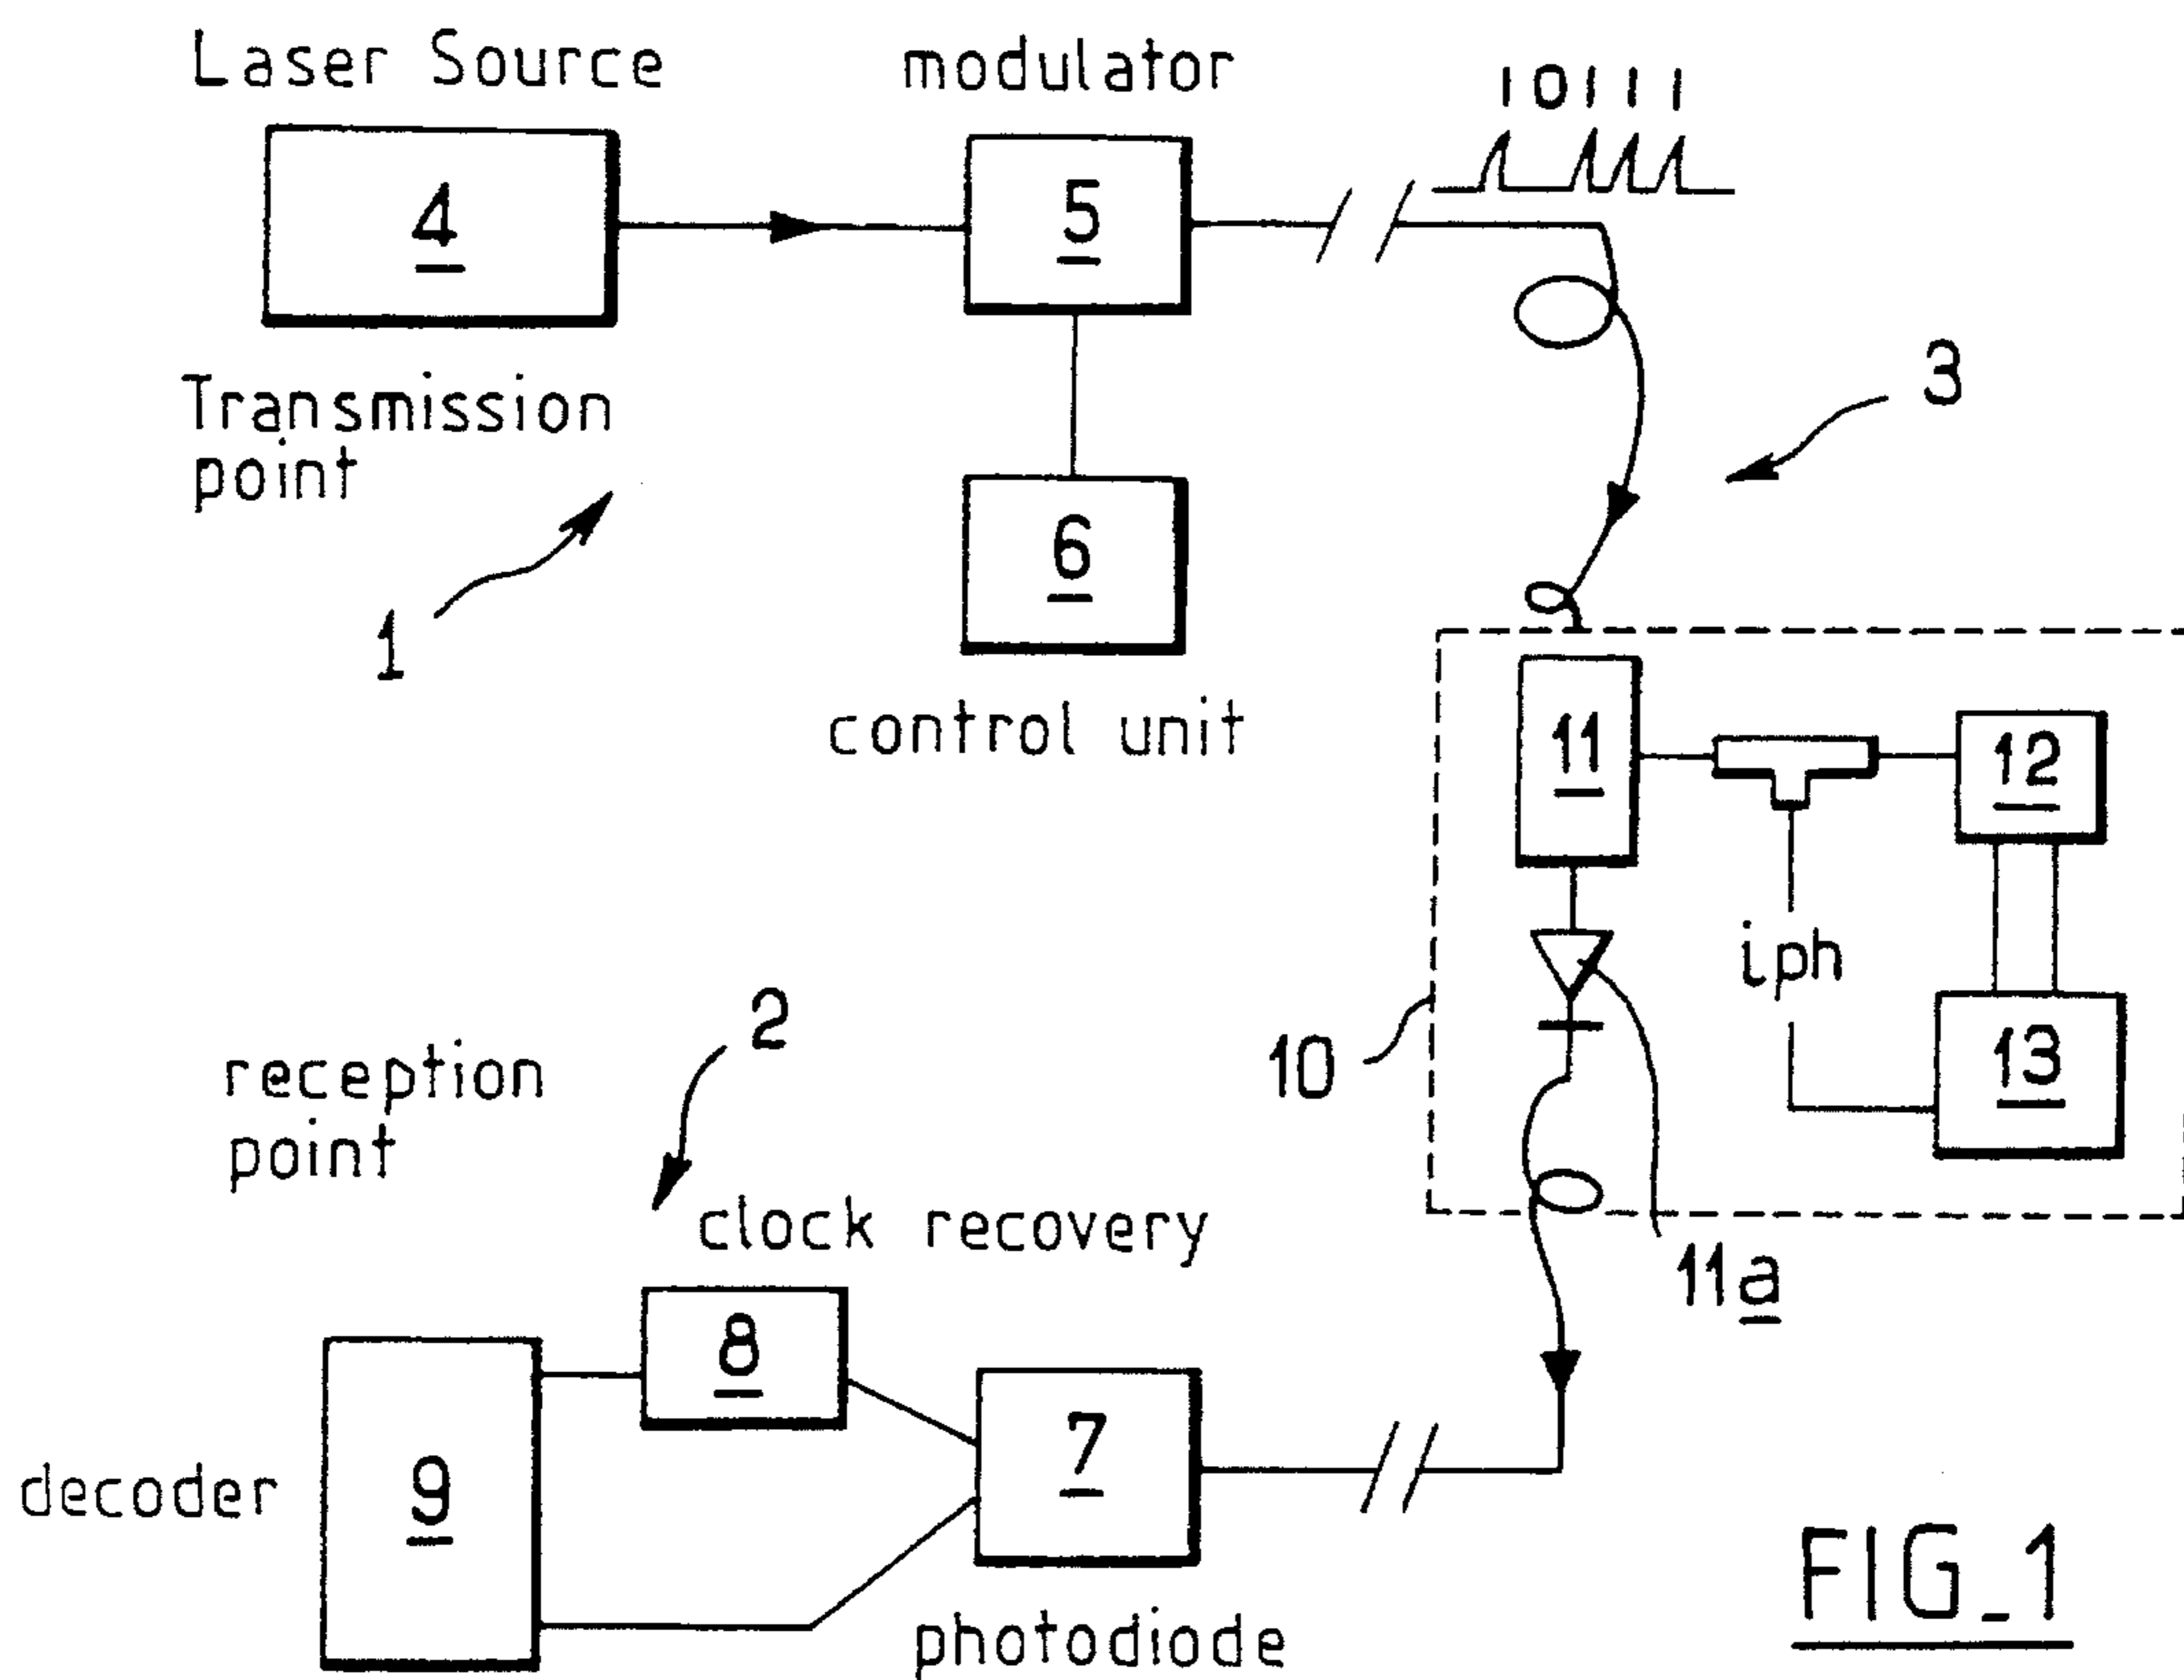 Laser Source
modulator
10111
4
5
3
Transmission
point
6
1
control unit
11
12
iph
10
13
2
reception
point
clock recovery
11a
8
7
decoder
9
photodiode
FIG_1